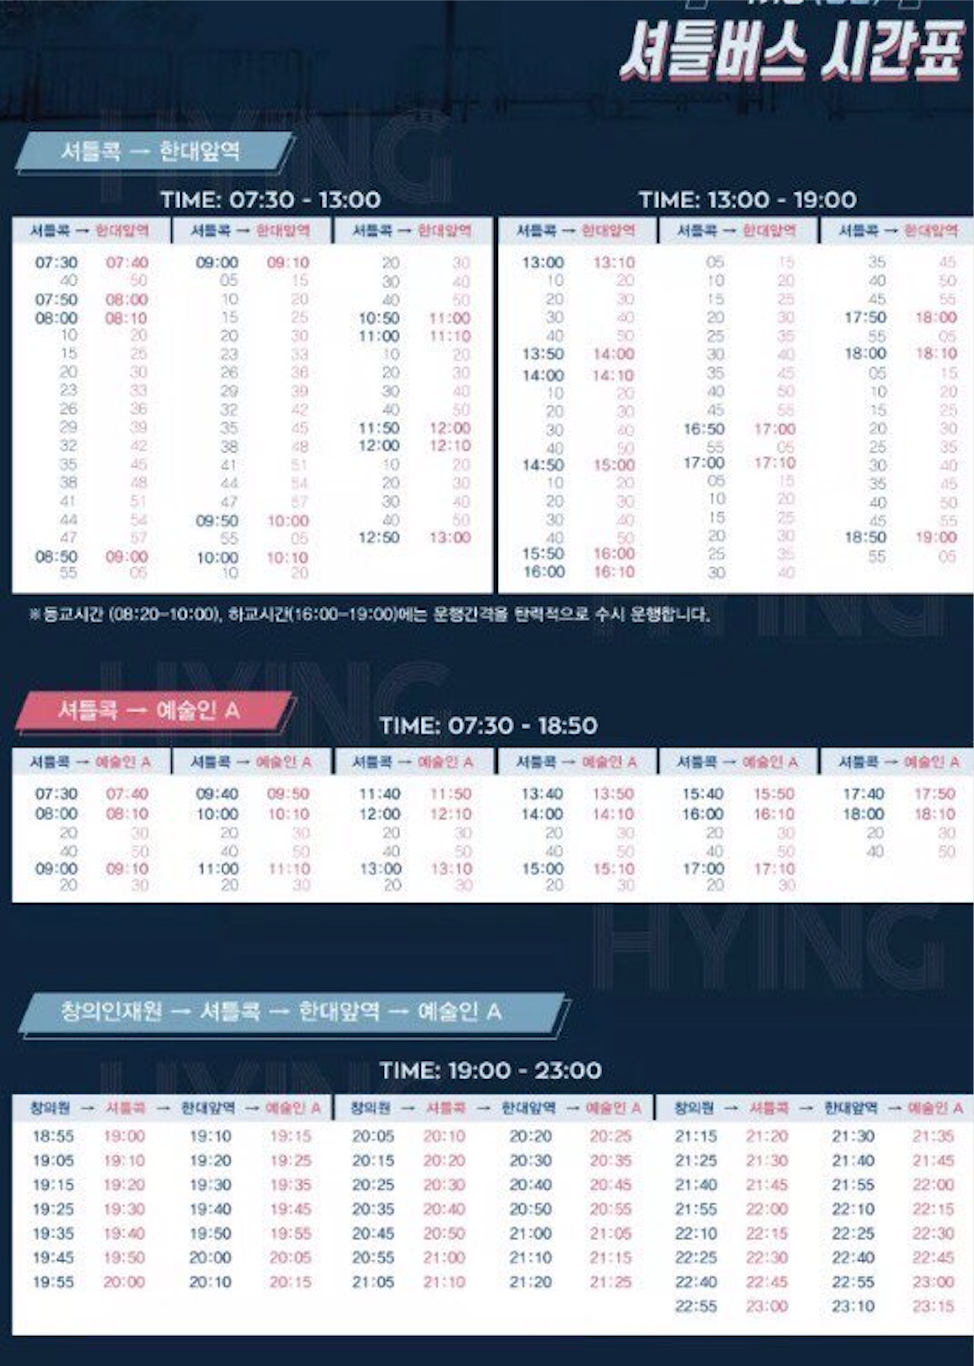 셔틀버스 시간표
셔틀콕 → 한대앞역
TIME: 07:30 - 13:00
셔틀콕 → 한대앞역 셔틀콕 → 한대앞역 셔틀콕 → 한대앞역
07:30 07:40 09:00 09:10 20 30
40 50 05 15 30 40
07:50 08:00 10 20 40 50
08:00 08:10 15 25 10:50 11:00
10 20 20 30 11:00 11:10
15 25 23 33 10 20
20 30 26 36 20 30
23 33 29 39 30 40
26 36 32 42 40 50
29 39 35 45 11:50 12:00
32 42 38 48 12:00 12:10
35 45 41 51 10 20
38 48 44 54 20 30
41 51 47 57 30 40
44 54 09:50 10:00 40 50
47 57 55 05 12:50 13:00
08:50 09:00 10:00 10:10
55 05 10 20
TIME: 13:00 - 19:00
셔틀콕 → 한대앞역 셔틀콕 → 한대앞역 셔틀콕 → 한대앞역
13:00 13:10 05 15 35 45
10 20 10 20 40 50
20 30 15 25 45 55
30 40 20 30 17:50 18:00
40 50 25 35 55 05
13:50 14:00 30 40 18:00 18:10
14:00 14:10 35 45 05 15
10 20 40 50 10 20
20 30 45 55 15 25
30 40 16:50 17:00 20 30
40 50 55 05 25 35
14:50 15:00 17:00 17:10 30 40
10 20 05 15 35 45
20 30 10 20 40 50
30 40 15 25 45 55
40 50 20 30 18:50 19:00
15:50 16:00 25 35 55 05
16:00 16:10 30 40
※등교시간 (08:20-10:00), 하교시간(16:00-19:00)에는 운행간격을 탄력적으로 수시 운행합니다.
셔틀콕 → 예술인 A
TIME: 07:30 - 18:50
셔틀콕 → 예술인 A 셔틀콕 → 예술인 A 셔틀콕 → 예술인 A 셔틀콕 → 예술인 A 셔틀콕 → 예술인 A 셔틀콕 → 예술인 A
07:30 07:40 09:40 09:50 11:40 11:50 13:40 13:50 15:40 15:50 17:40 17:50
08:00 08:10 10:00 10:10 12:00 12:10 14:00 14:10 16:00 16:10 18:00 18:10
20 30 20 30 20 30 20 30 20 30 20 30
40 50 40 50 40 50 40 50 40 50 40 50
09:00 09:10 11:00 11:10 13:00 13:10 15:00 15:10 17:00 17:10
20 30 20 30 20 30 20 30 20 30
HYING
창의인재원 → 셔틀콕 → 한대앞역 → 예술인 A
TIME: 19:00 - 23:00
창의원 → 셔틀콕 → 한대앞역 → 예술인 A 창의원 → 셔틀콕 → 한대앞역 → 예술인 A 창의원 → 셔틀콕 → 한대앞역 → 예술인 A
18:55 19:00 19:10 19:15 20:05 20:10 20:20 20:25 21:15 21:20 21:30 21:35
19:05 19:10 19:20 19:25 20:15 20:20 20:30 20:35 21:25 21:30 21:40 21:45
19:15 19:20 19:30 19:35 20:25 20:30 20:40 20:45 21:40 21:45 21:55 22:00
19:25 19:30 19:40 19:45 20:35 20:40 20:50 20:55 21:55 22:00 22:10 22:15
19:35 19:40 19:50 19:55 20:45 20:50 21:00 21:05 22:10 22:15 22:25 22:30
19:45 19:50 20:00 20:05 20:55 21:00 21:10 21:15 22:25 22:30 22:40 22:45
19:55 20:00 20:10 20:15 21:05 21:10 21:20 21:25 22:40 22:45 22:55 23:00
22:55 23:00 23:10 23:15